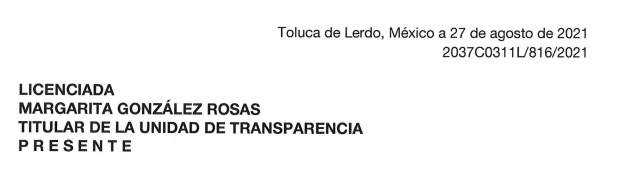 Toluca de Lerdo, México a 27 de agosto de 2021
2037C0311L/816/2021
LICENCIADA
MARGARITA GONZÁLEZ ROSAS
TITULAR DE LA UNIDAD DE TRANSPARENCIA
P R E S E N T E